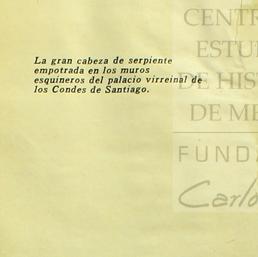 La gran cabeza de serpiente
empotrada en los muros
esquineros del palacio virreinal de
los Condes de Santiago.
CENTR
ESTU
DE HIS
DE ME
FUNDA
Carlo